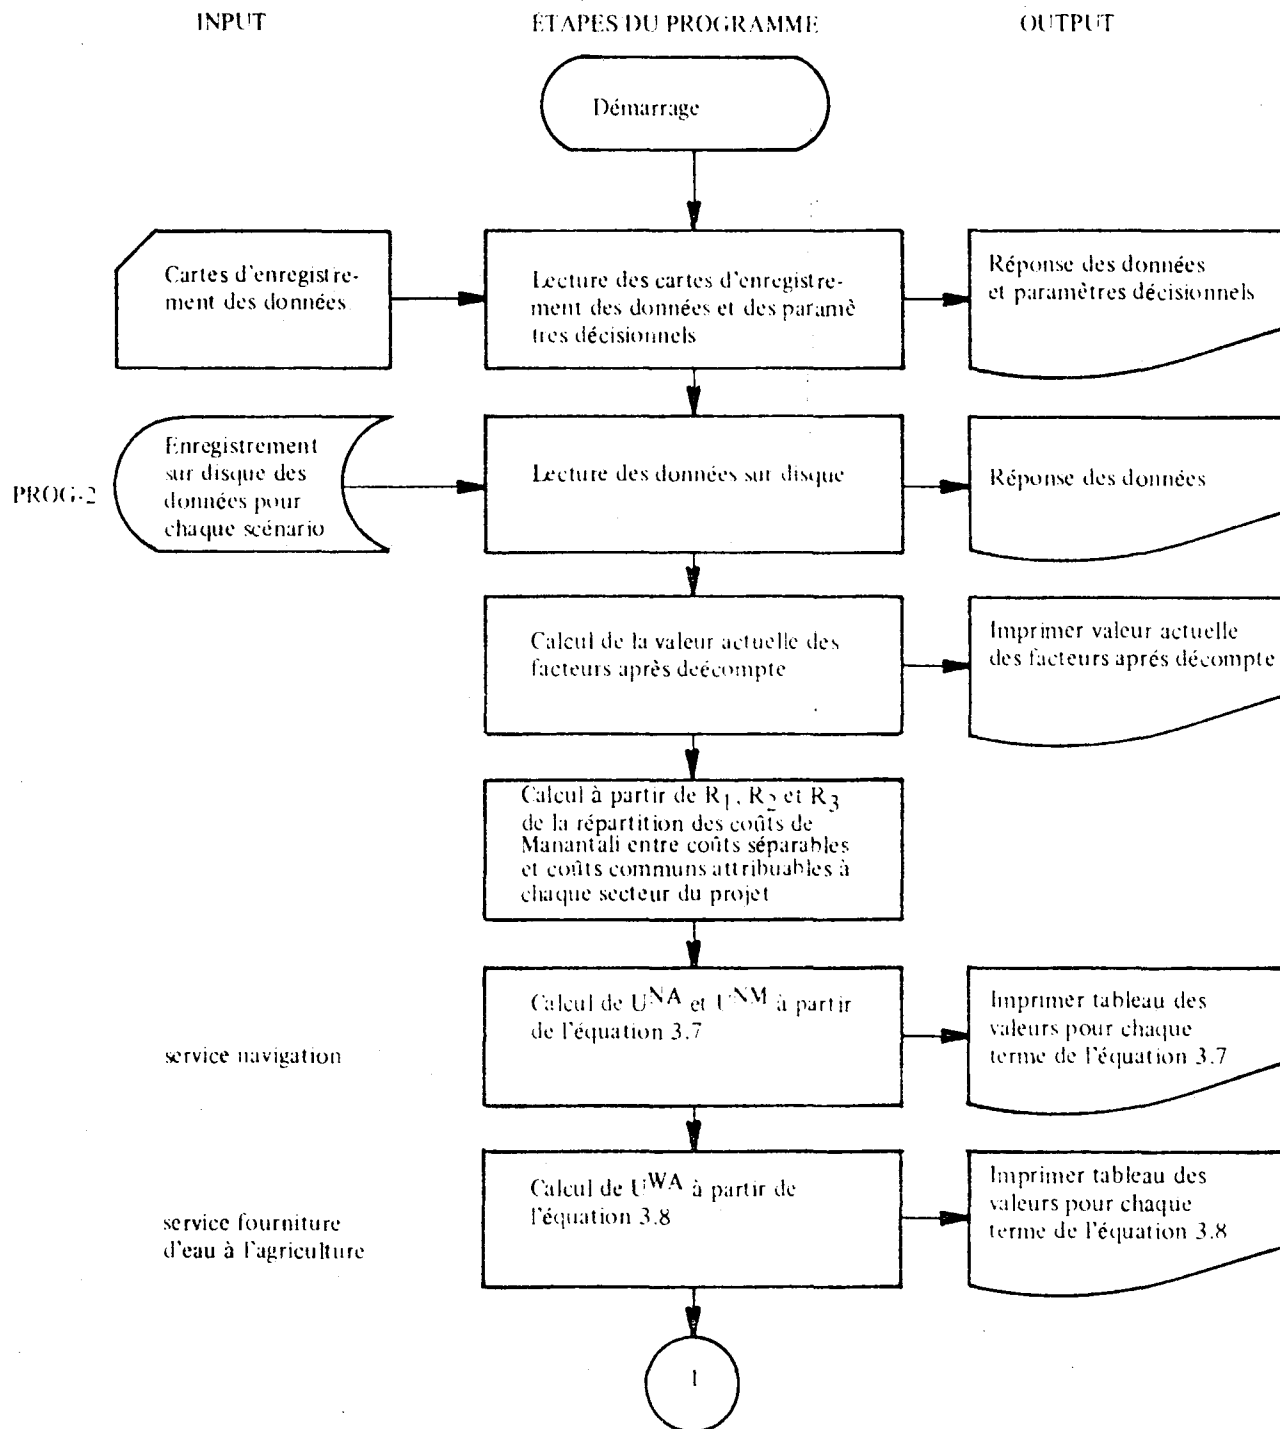 INPUT
ÉTAPES DU PROGRAMME
OUTPUT
Démarrage
Cartes d'enregistre-
ment des données
Lecture des cartes d'enregistre-
ment des données et des paramè
tres décisionnels
Réponse des données
et paramètres décisionnels
PROG-2
Enregistrement
sur disque des
données pour
chaque scénario
Lecture des données sur disque
Réponse des données
Calcul de la valeur actuelle des
facteurs après deécompte
Imprimer valeur actuelle
des facteurs aprés décompte
Calcul à partir de R1, R2 et R3
de la répartition des coûts de
Manantali entre coûts séparables
et coûts communs attribuables à
chaque secteur du projet
service navigation
Calcul de U^NA et U^NM à partir
de l'équation 3.7
Imprimer tableau des
valeurs pour chaque
terme de l'équation 3.7
service fourniture
d'eau à l'agriculture
Calcul de U^WA à partir de
l'équation 3.8
Imprimer tableau des
valeurs pour chaque
terme de l'équation 3.8
1